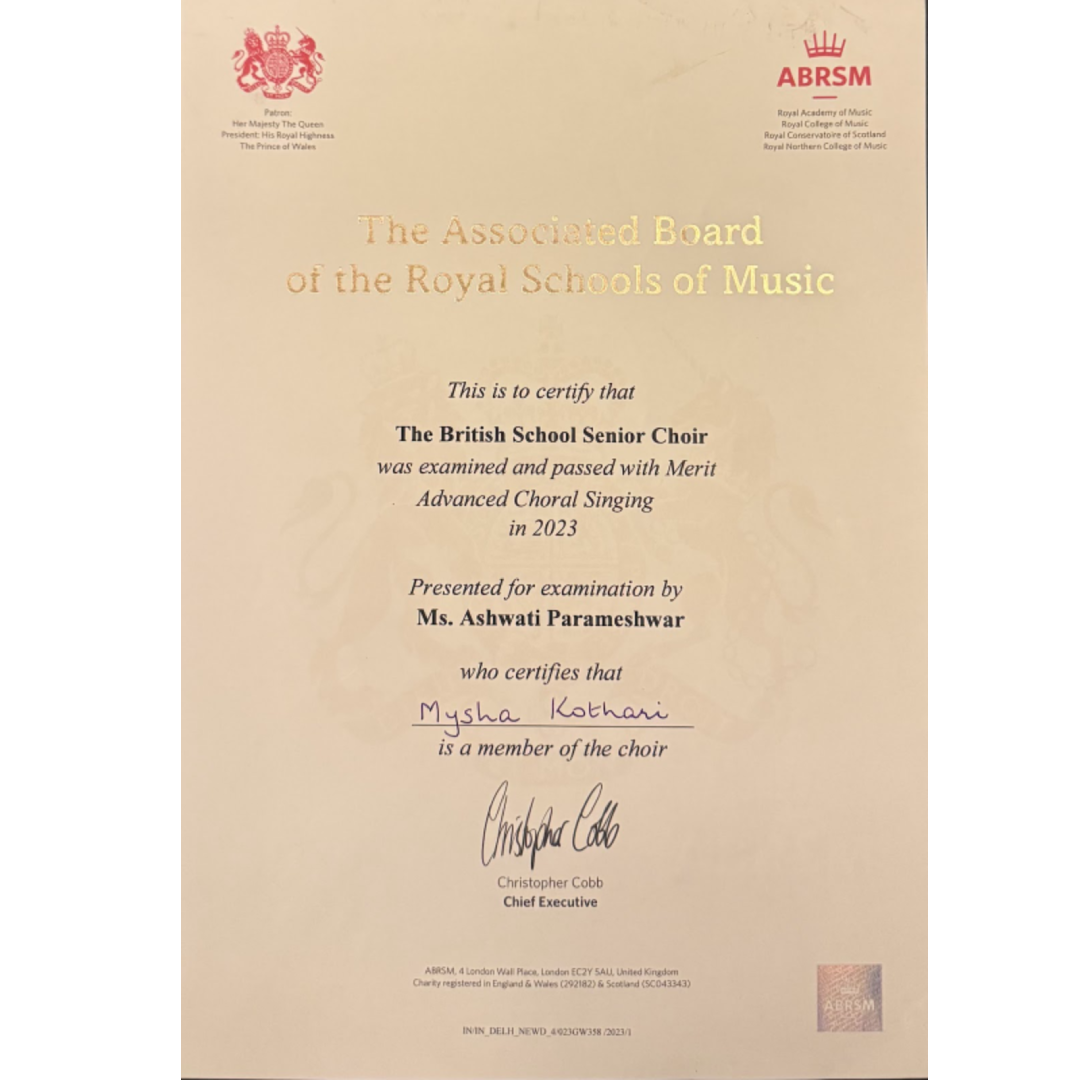 Patron:
Her Majesty The Queen
President: His Royal Highness
The Prince of Wales
ABRSM
Royal Academy of Music
Royal College of Music
Royal Conservatoire of Scotland
Royal Northern College of Music
The Associated Board
of the Royal Schools of Music
This is to certify that
The British School Senior Choir
was examined and passed with Merit
Advanced Choral Singing
in 2023
Presented for examination by
Ms. Ashwati Parameshwar
who certifies that
Mysha Kothari
is a member of the choir
Christopher Cobb
Christopher Cobb
Chief Executive
ABRSM, 4 London Wall Place, London EC2Y 5AU, United Kingdom
Charity registered in England & Wales (292182) & Scotland (SC043343)
ABRSM
IN/IN_DELH_NEWD_4/023GW358 /2023/1